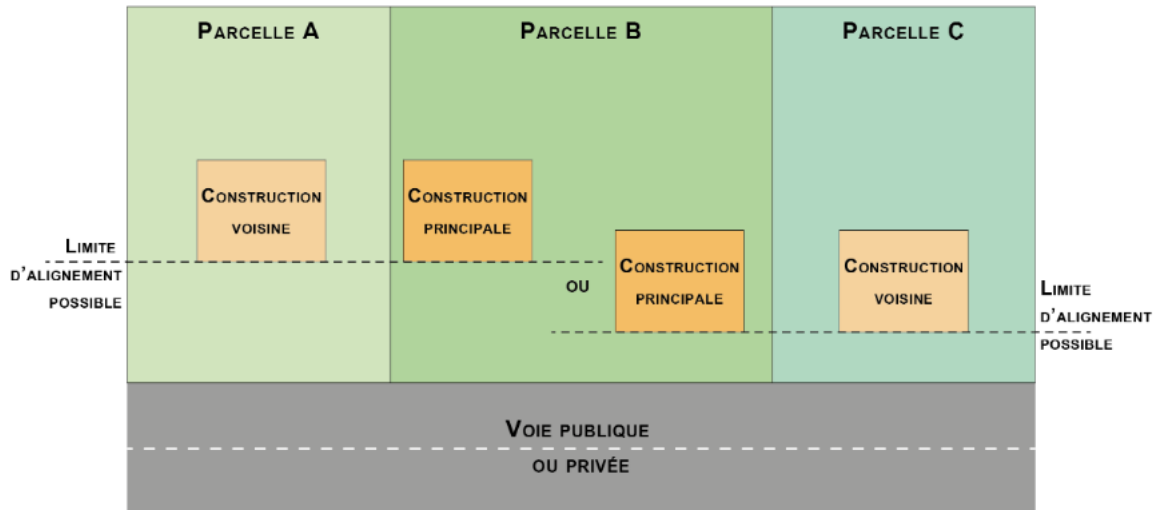 PARCELLE A
PARCELLE B
PARCELLE C
CONSTRUCTION
VOISINE
CONSTRUCTION
PRINCIPALE
LIMITE
D'ALIGNEMENT
POSSIBLE
OU
CONSTRUCTION
PRINCIPALE
CONSTRUCTION
VOISINE
LIMITE
D'ALIGNEMENT
POSSIBLE
VOIE PUBLIQUE
OU PRIVÉE